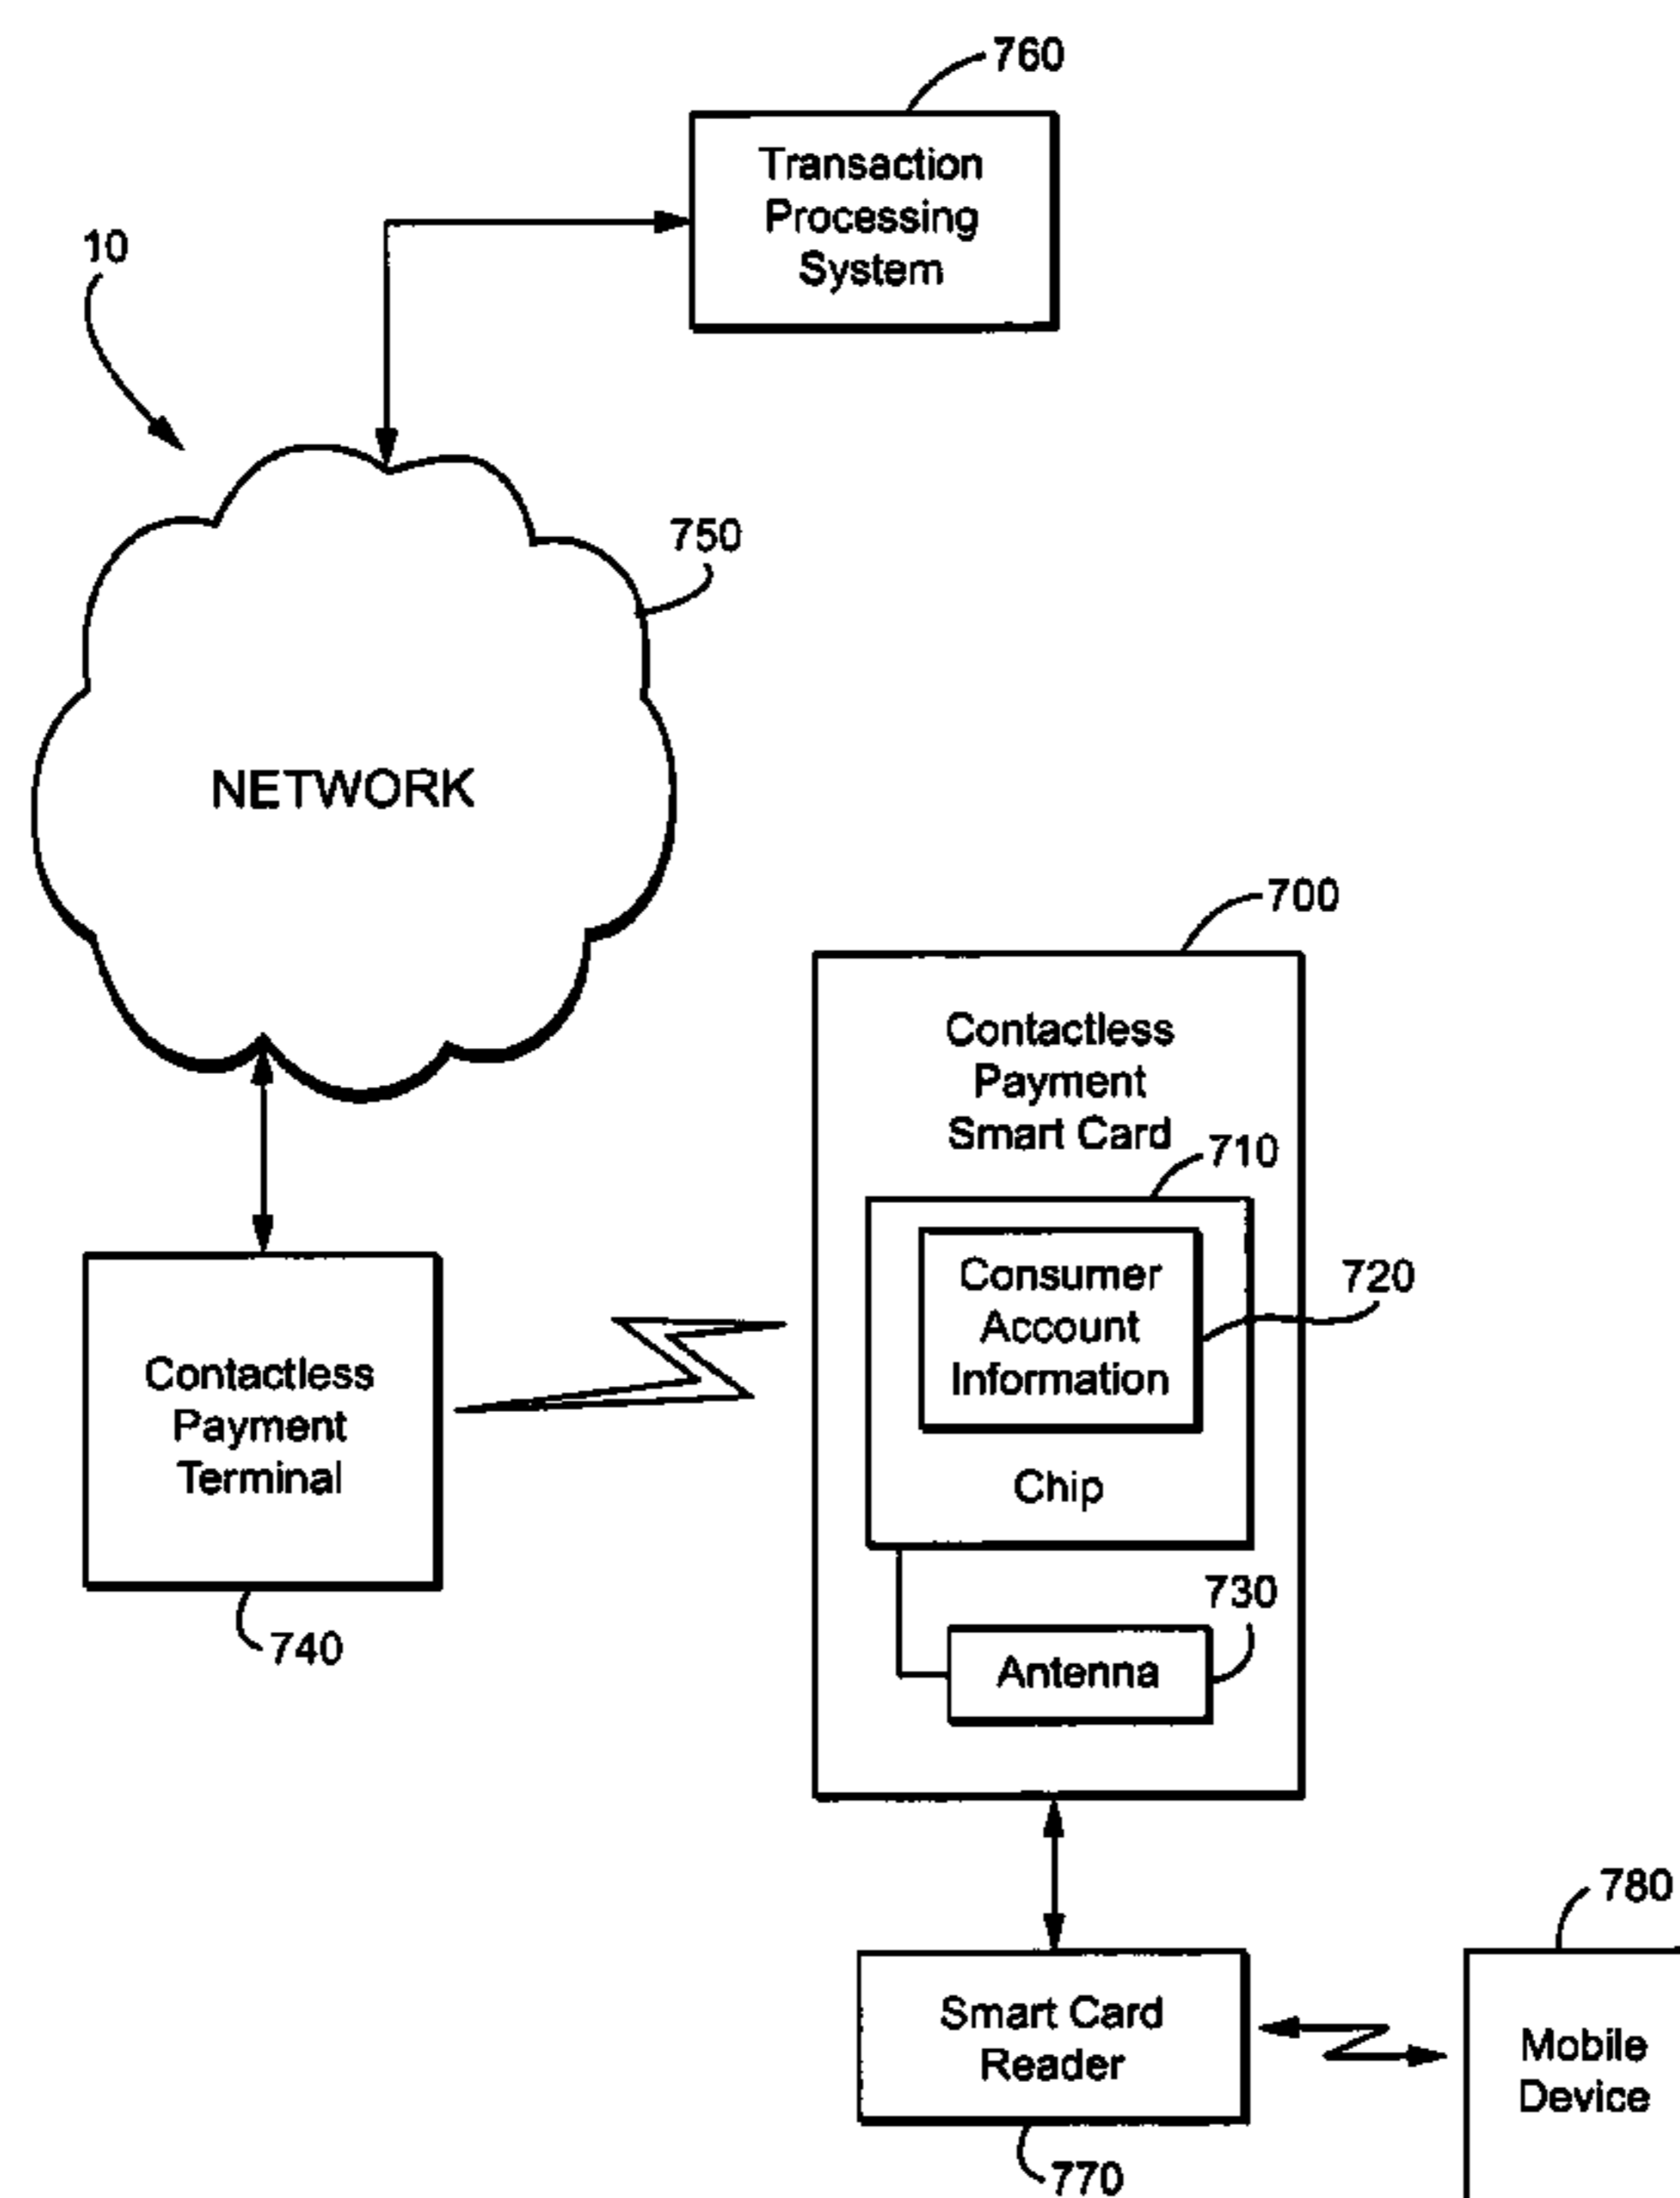 760
Transaction
Processing
System
10
750
NETWORK
700
Contactless
Payment
Smart Card
710
Consumer
Account
Information
720
Chip
Contactless
Payment
Terminal
740
730
Antenna
780
Smart Card
Reader
Mobile
Device
770